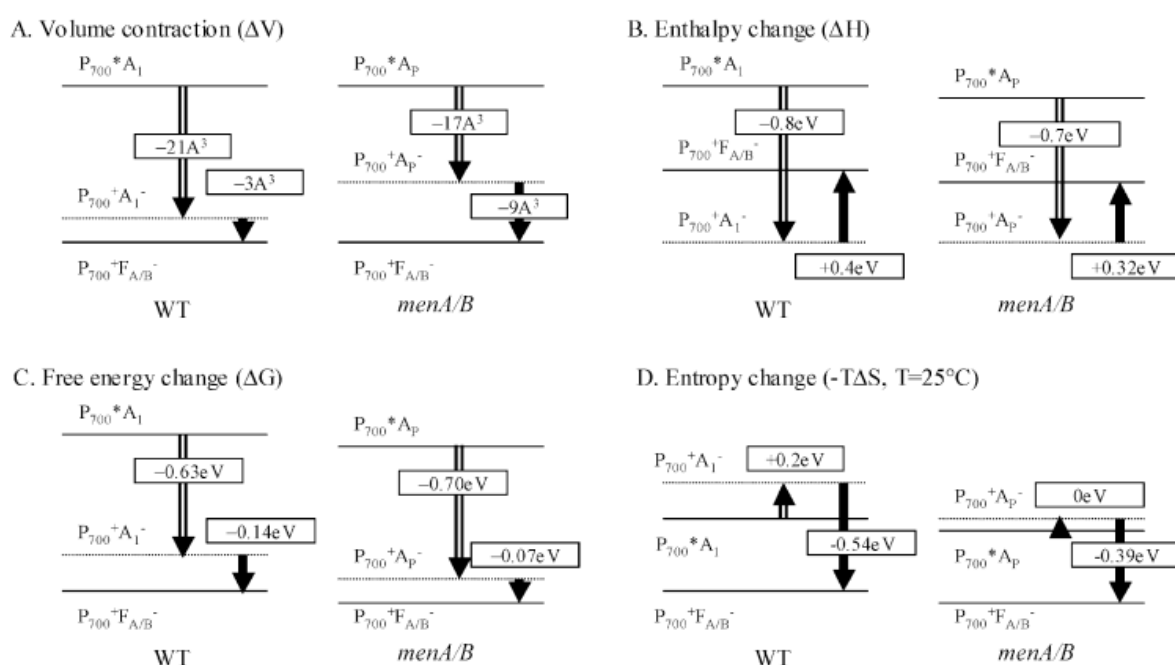 A. Volume contraction (ΔV)
P700*A1
P700*AP
−21A³
−17A³
P700+A1-
−3A³
P700+AP-
−9A³
P700+FA/B-
P700+FA/B-
WT
menA/B
B. Enthalpy change (ΔH)
P700*A1
P700*AP
−0.8eV
−0.7eV
P700+FA/B-
P700+FA/B-
P700+A1-
P700+AP-
+0.4eV
+0.32eV
WT
menA/B
C. Free energy change (ΔG)
P700*A1
P700*AP
−0.63eV
−0.70eV
P700+A1-
−0.14eV
P700+AP-
−0.07eV
P700+FA/B-
P700+FA/B-
WT
menA/B
D. Entropy change (-TΔS, T=25°C)
P700+A1-
+0.2eV
P700+AP-
0eV
P700*A1
-0.54eV
P700*AP
-0.39eV
P700+FA/B-
P700+FA/B-
WT
menA/B